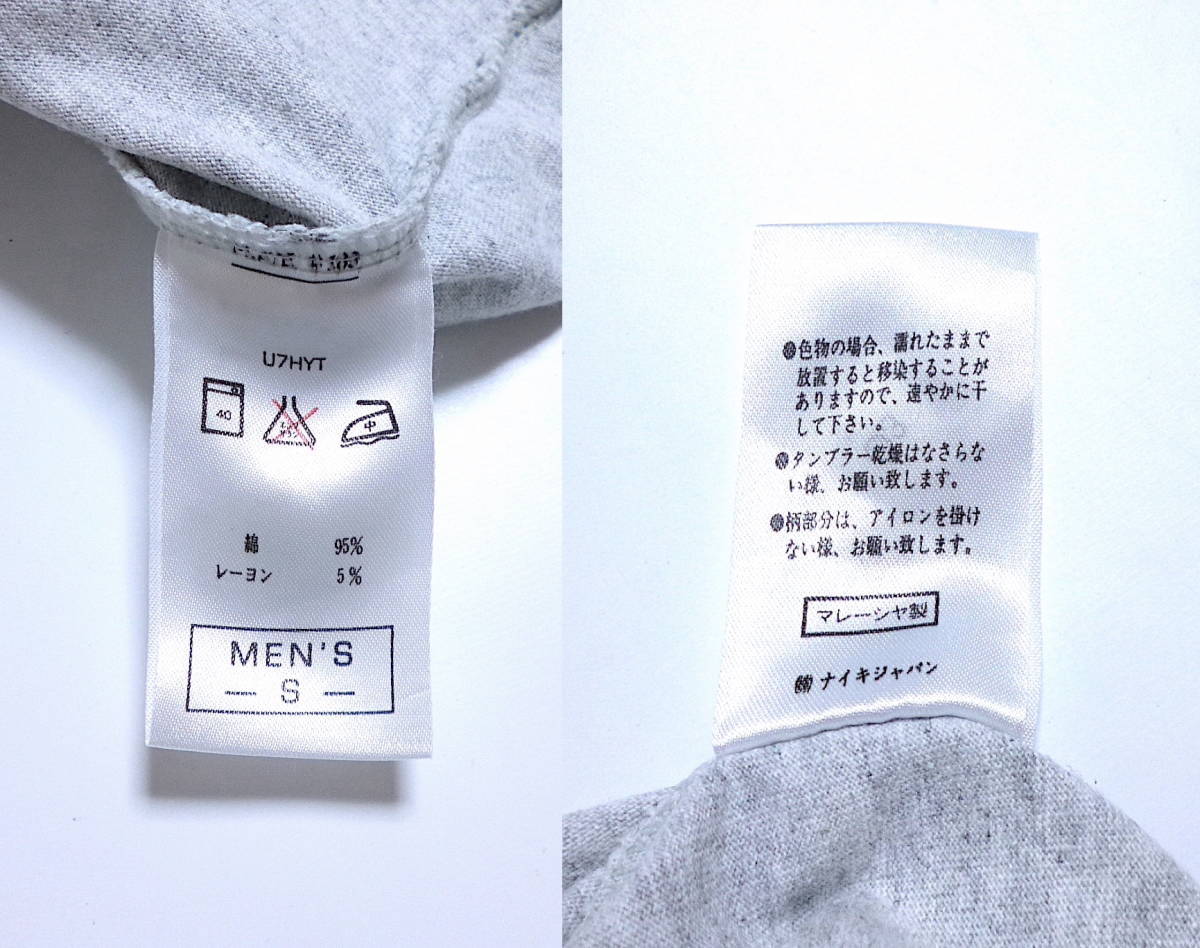 U7HYT
40
中
綿 95%
レーヨン 5%
MEN'S
S
●色物の場合、濡れたままで
放置すると移染することが
ありますので、速やかに干
して下さい。
●タンブラー乾燥はなさらな
い様、お願い致します。
●柄部分は、アイロンを掛け
ない様、お願い致します。
マレーシヤ製
㈱ナイキジャパン